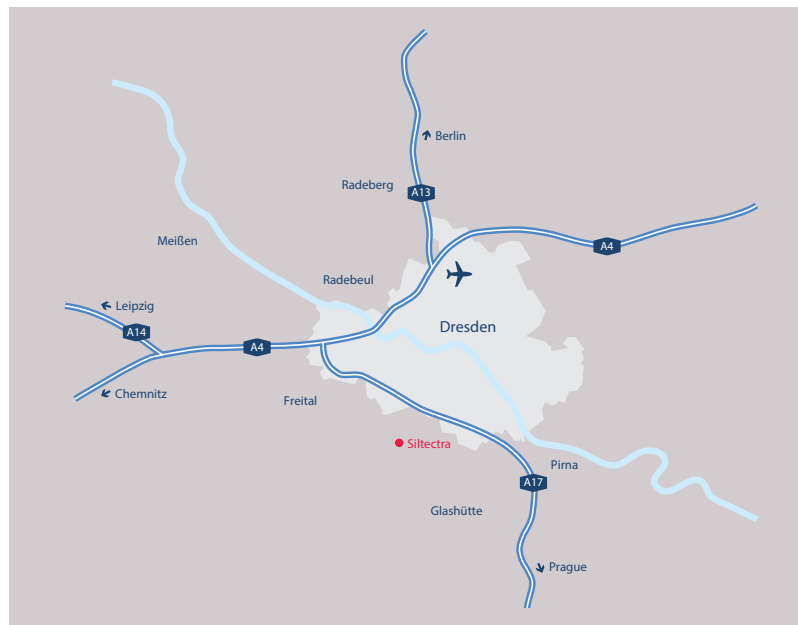 Berlin
Radeberg
A13
Meißen
A4
Radebeul
Leipzig
A14
Dresden
A4
Chemnitz
Freital
Siltectra
Pirna
A17
Glashütte
Prague